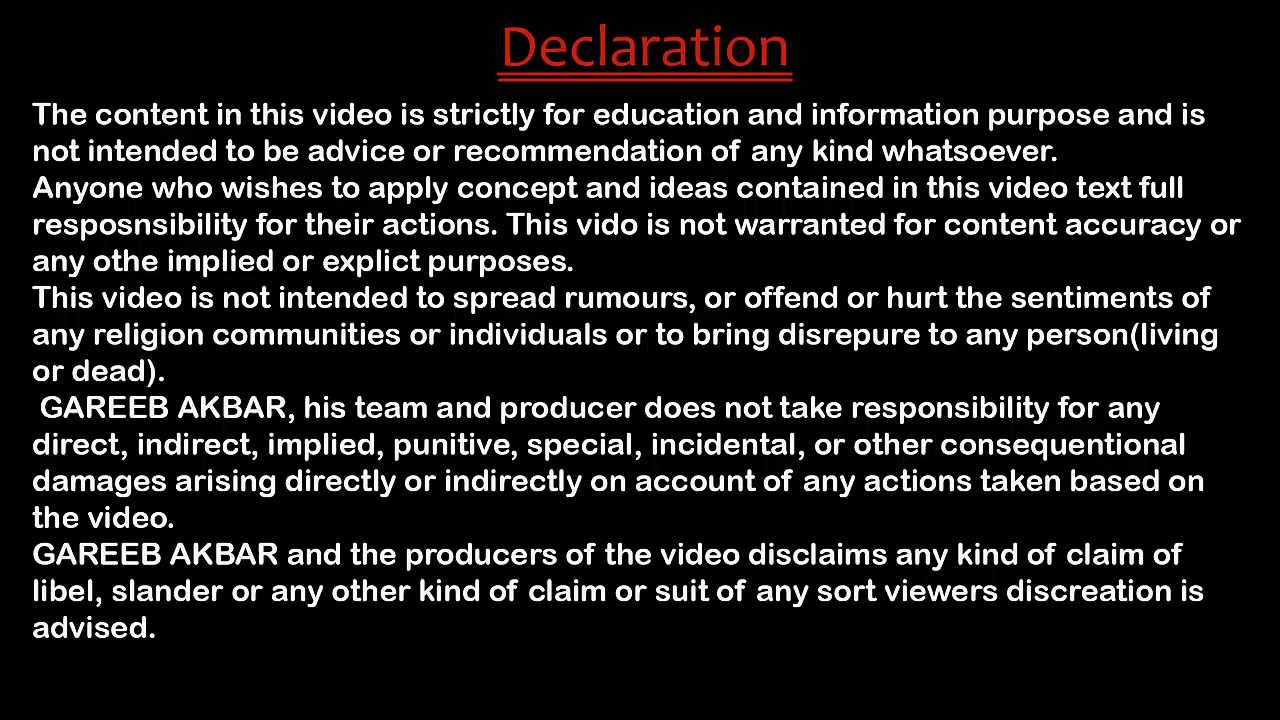 Declaration
The content in this video is strictly for education and information purpose and is
not intended to be advice or recommendation of any kind whatsoever.
Anyone who wishes to apply concept and ideas contained in this video text full
resposnsibility for their actions. This vido is not warranted for content accuracy or
any othe implied or explict purposes.
This video is not intended to spread rumours, or offend or hurt the sentiments of
any religion communities or individuals or to bring disrepure to any person(living
or dead).
GAREEB AKBAR, his team and producer does not take responsibility for any
direct, indirect, implied, punitive, special, incidental, or other consequentional
damages arising directly or indirectly on account of any actions taken based on
the video.
GAREEB AKBAR and the producers of the video disclaims any kind of claim of
libel, slander or any other kind of claim or suit of any sort viewers discreation is
advised.